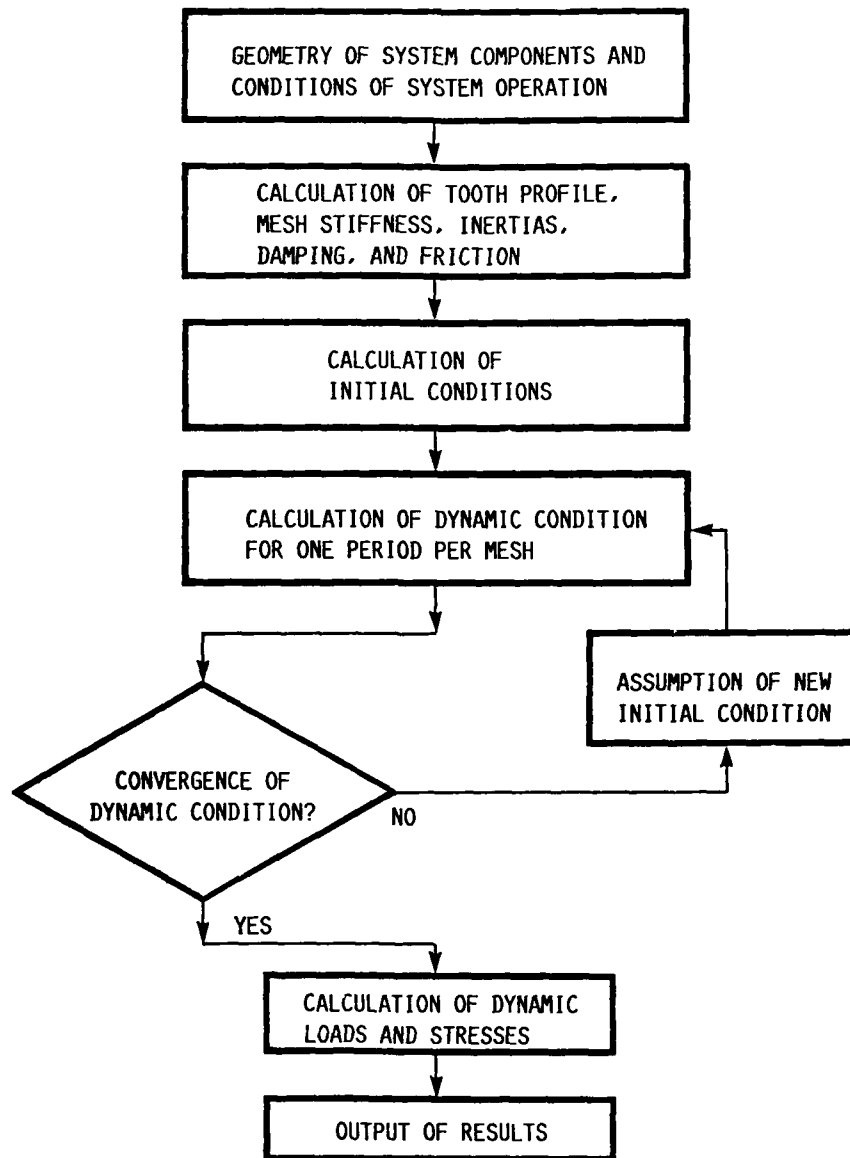 GEOMETRY OF SYSTEM COMPONENTS AND
CONDITIONS OF SYSTEM OPERATION
CALCULATION OF TOOTH PROFILE,
MESH STIFFNESS, INERTIAS,
DAMPING, AND FRICTION
CALCULATION OF
INITIAL CONDITIONS
CALCULATION OF DYNAMIC CONDITION
FOR ONE PERIOD PER MESH
ASSUMPTION OF NEW
INITIAL CONDITION
CONVERGENCE OF
DYNAMIC CONDITION?
NO
YES
CALCULATION OF DYNAMIC
LOADS AND STRESSES
OUTPUT OF RESULTS